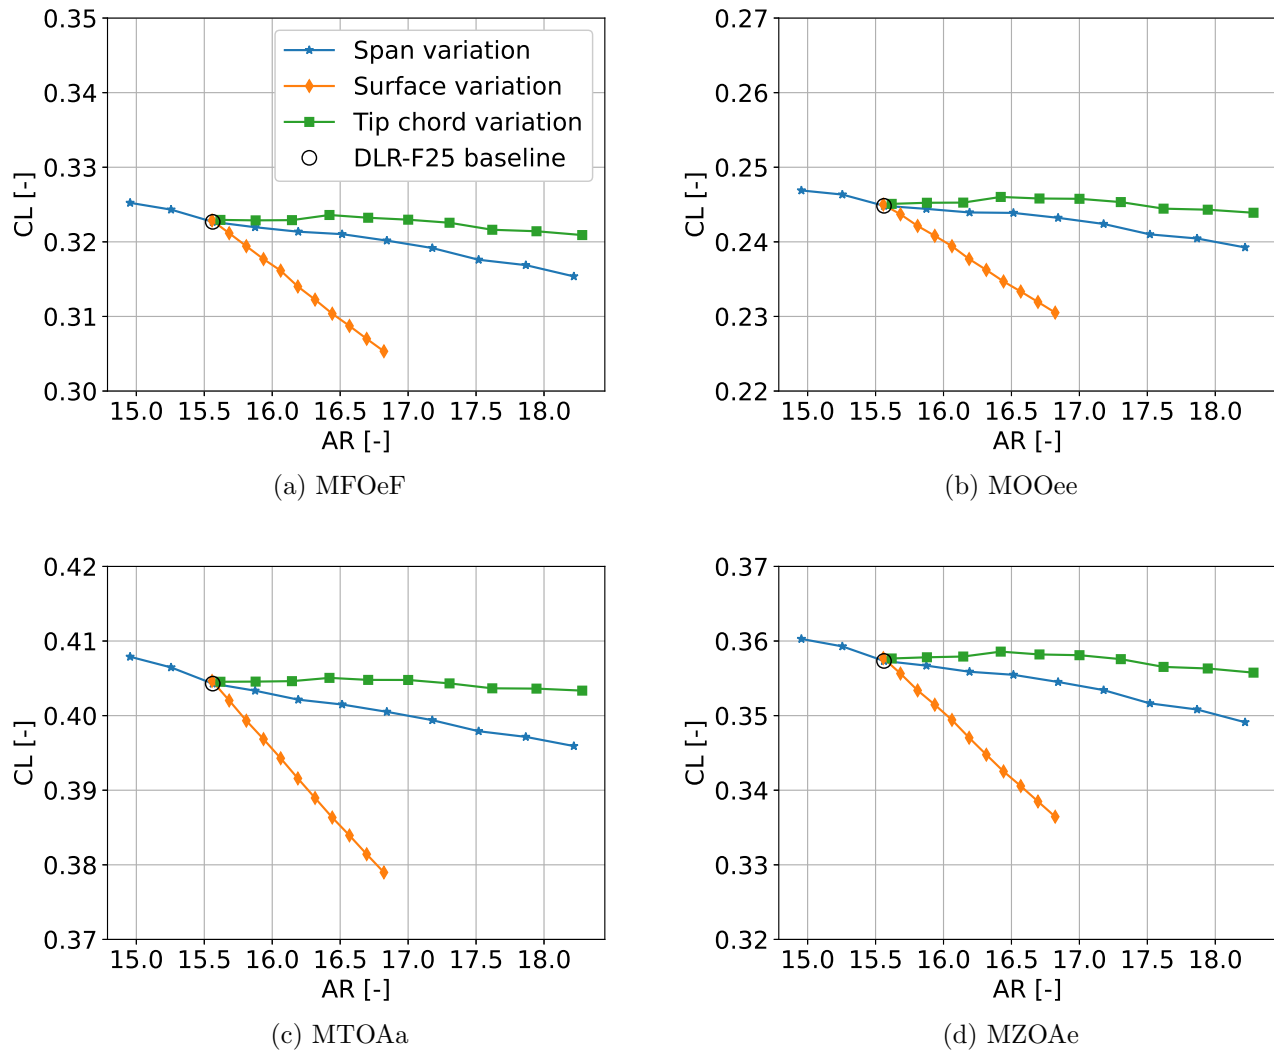 0.35
0.34
0.33
0.32
0.31
0.30
CL [-]
Span variation
Surface variation
Tip chord variation
DLR-F25 baseline
15.0 15.5 16.0 16.5 17.0 17.5 18.0
AR [-]
(a) MFOeF
0.27
0.26
0.25
0.24
0.23
0.22
CL [-]
15.0 15.5 16.0 16.5 17.0 17.5 18.0
AR [-]
(b) MOOee
0.42
0.41
0.40
0.39
0.38
0.37
CL [-]
15.0 15.5 16.0 16.5 17.0 17.5 18.0
AR [-]
(c) MTOAa
0.37
0.36
0.35
0.34
0.33
0.32
CL [-]
15.0 15.5 16.0 16.5 17.0 17.5 18.0
AR [-]
(d) MZOAe